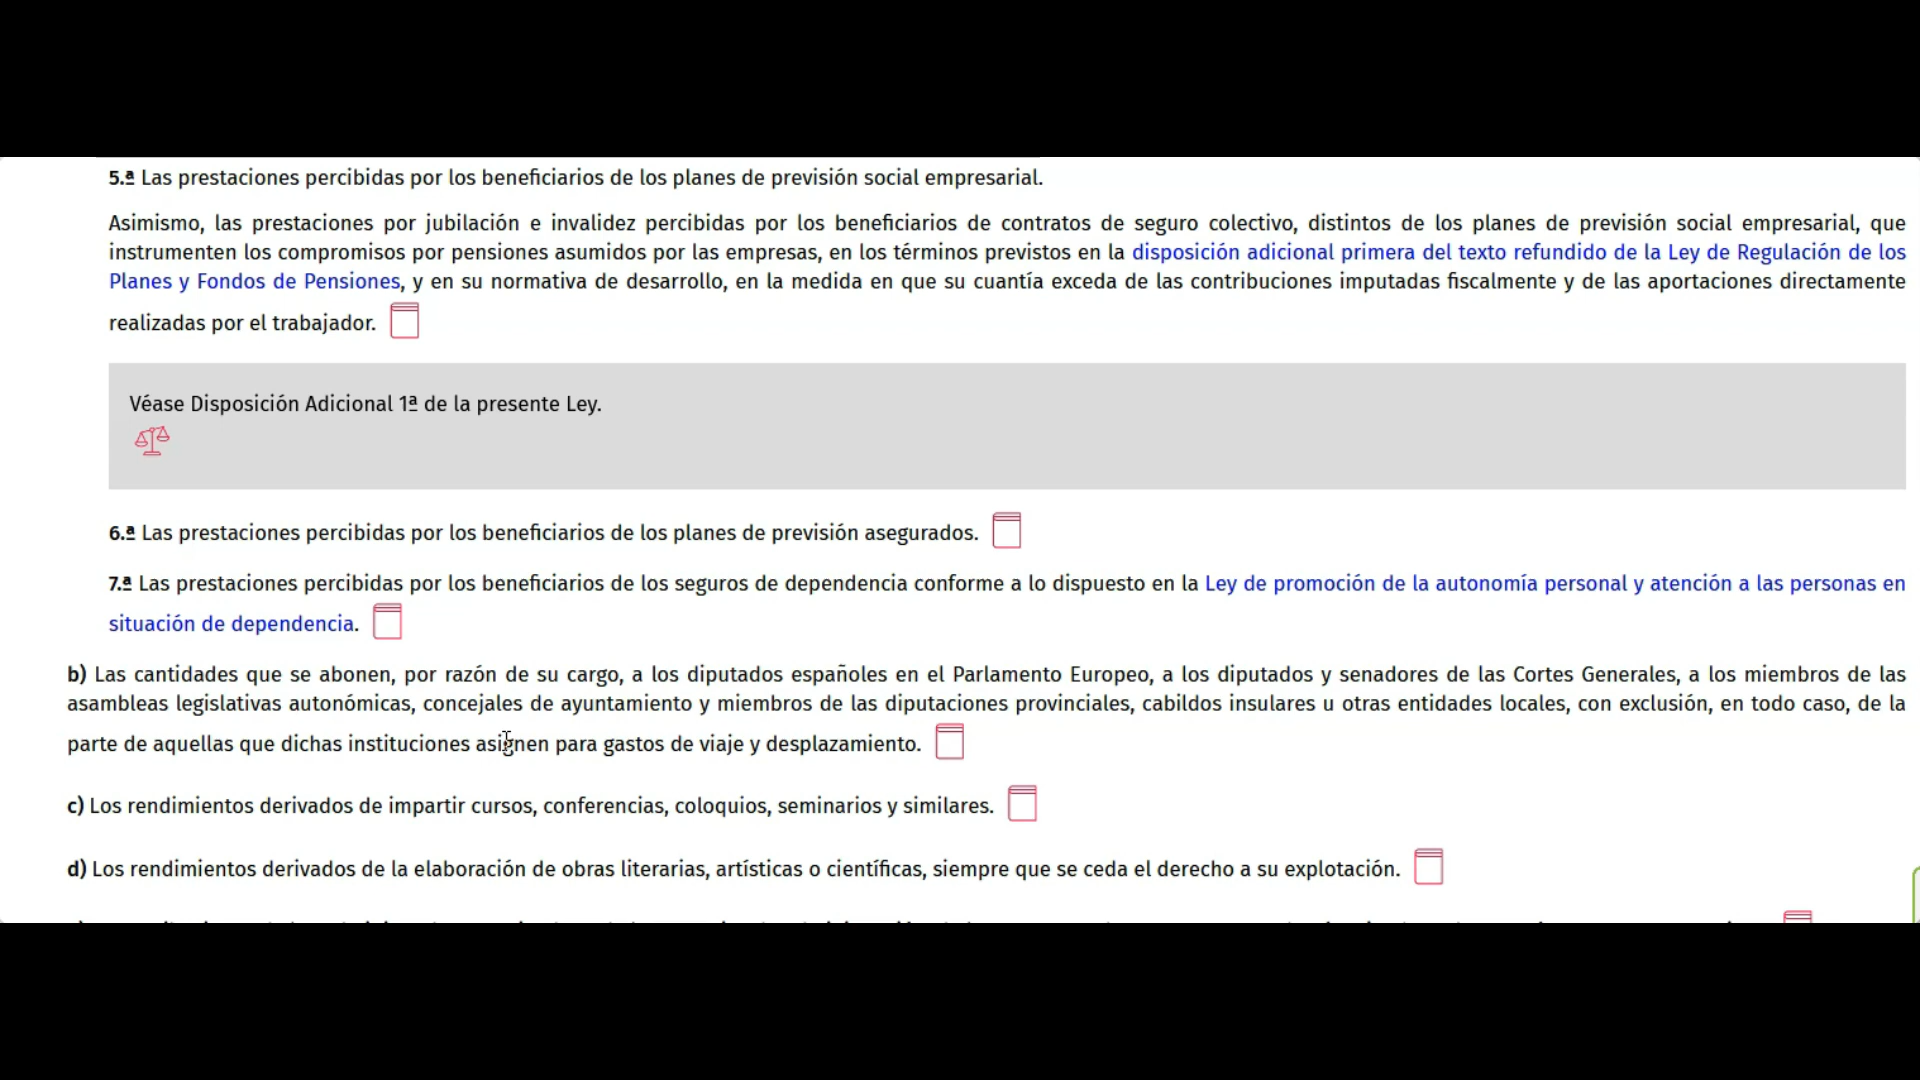 5.ª Las prestaciones percibidas por los beneficiarios de los planes de previsión social empresarial.
Asimismo, las prestaciones por jubilación e invalidez percibidas por los beneficiarios de contratos de seguro colectivo, distintos de los planes de previsión social empresarial, que
instrumenten los compromisos por pensiones asumidos por las empresas, en los términos previstos en la disposición adicional primera del texto refundido de la Ley de Regulación de los
Planes y Fondos de Pensiones, y en su normativa de desarrollo, en la medida en que su cuantía exceda de las contribuciones imputadas fiscalmente y de las aportaciones directamente
realizadas por el trabajador.
Véase Disposición Adicional 1ª de la presente Ley.
6.ª Las prestaciones percibidas por los beneficiarios de los planes de previsión asegurados.
7.ª Las prestaciones percibidas por los beneficiarios de los seguros de dependencia conforme a lo dispuesto en la Ley de promoción de la autonomía personal y atención a las personas en
situación de dependencia.
b) Las cantidades que se abonen, por razón de su cargo, a los diputados españoles en el Parlamento Europeo, a los diputados y senadores de las Cortes Generales, a los miembros de las
asambleas legislativas autonómicas, concejales de ayuntamiento y miembros de las diputaciones provinciales, cabildos insulares u otras entidades locales, con exclusión, en todo caso, de la
parte de aquellas que dichas instituciones asignen para gastos de viaje y desplazamiento.
c) Los rendimientos derivados de impartir cursos, conferencias, coloquios, seminarios y similares.
d) Los rendimientos derivados de la elaboración de obras literarias, artísticas o científicas, siempre que se ceda el derecho a su explotación.